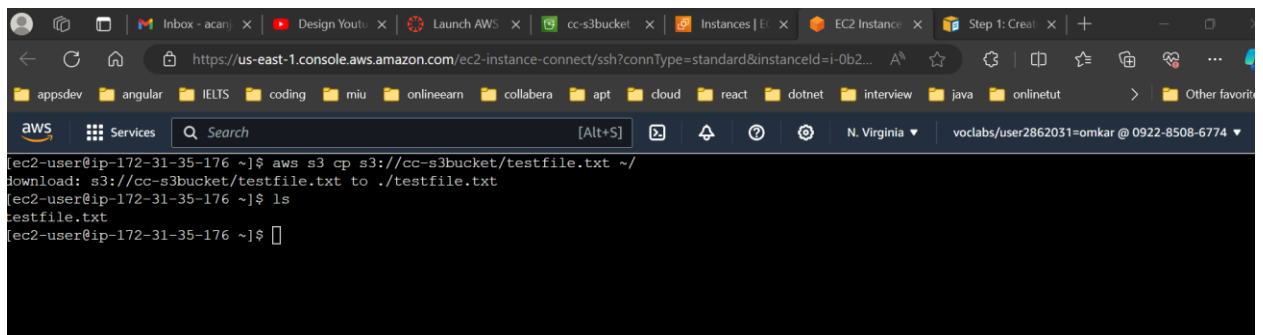 Inbox - acanj
Design Youtu
Launch AWS
cc-s3bucket
Instances | EC
EC2 Instance
Step 1: Creat
https://us-east-1.console.aws.amazon.com/ec2-instance-connect/ssh?connType=standard&instanceId=i-0b2...
appsdev angular IELTS coding miu onlineearn collabera apt cloud react dotnet interview java onlinetut Other favorite
aws Services Search [Alt+S] N. Virginia voclabs/user2862031=omkar @ 0922-8508-6774
[ec2-user@ip-172-31-35-176 ~]$ aws s3 cp s3://cc-s3bucket/testfile.txt ~/
download: s3://cc-s3bucket/testfile.txt to ./testfile.txt
[ec2-user@ip-172-31-35-176 ~]$ ls
testfile.txt
[ec2-user@ip-172-31-35-176 ~]$